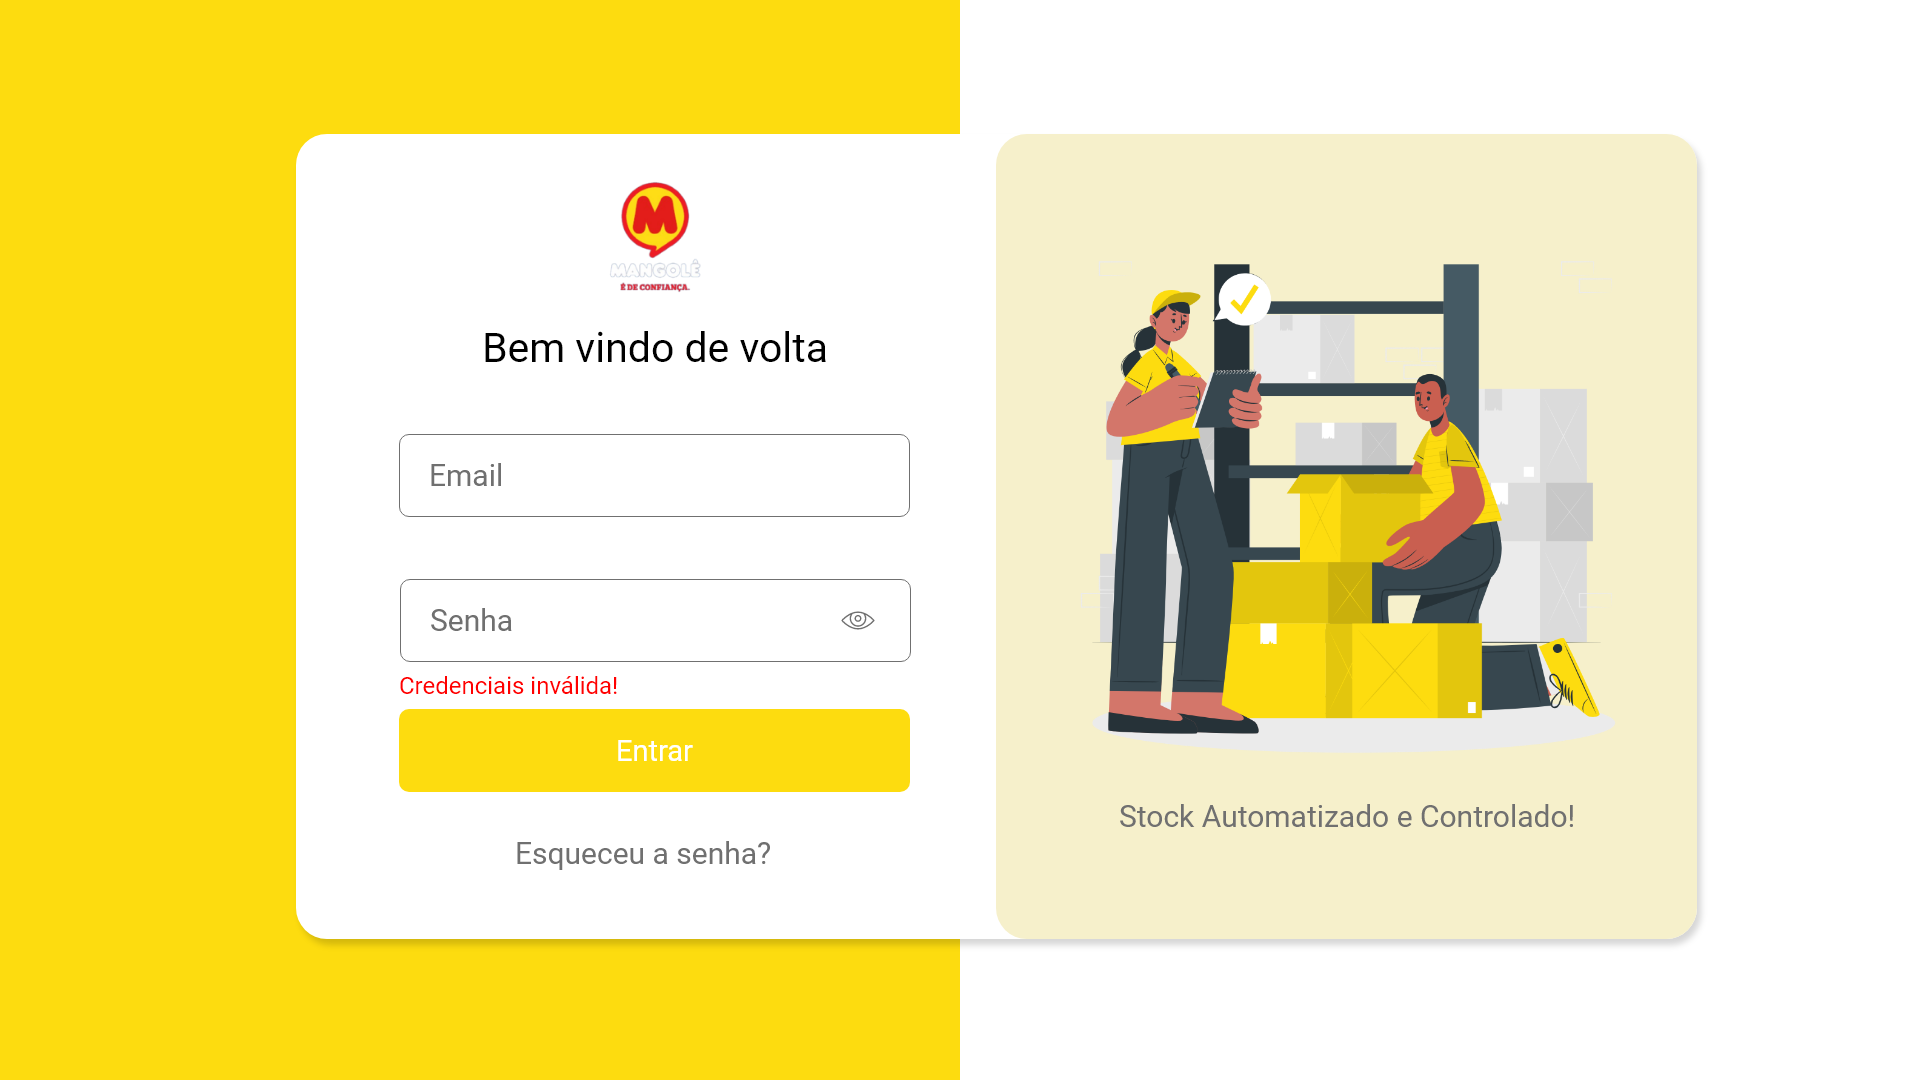 M
MANGOLÊ
É DE CONFIANÇA.
Bem vindo de volta
Email
Senha
Credenciais inválida!
Entrar
Esqueceu a senha?
Stock Automatizado e Controlado!